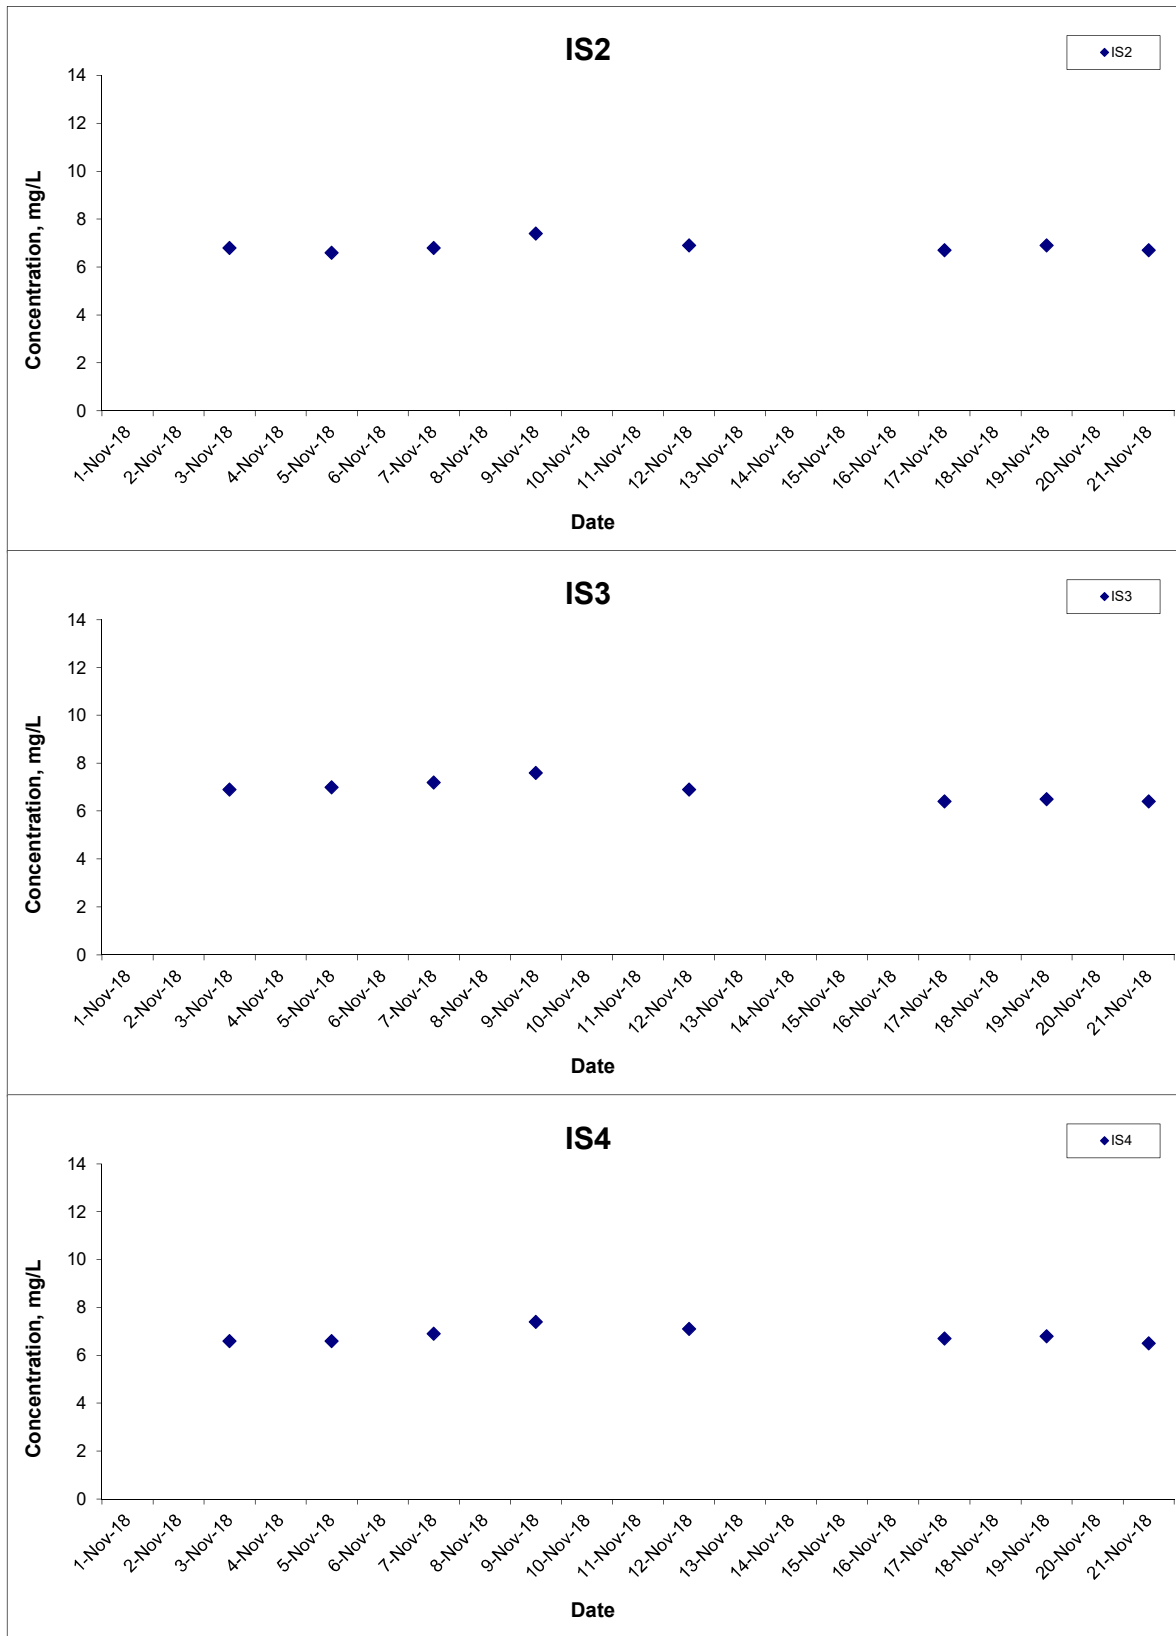 IS2
IS2
14
12
10
8
6
4
2
0
Concentration, mg/L
1-Nov-18
2-Nov-18
3-Nov-18
4-Nov-18
5-Nov-18
6-Nov-18
7-Nov-18
8-Nov-18
9-Nov-18
10-Nov-18
11-Nov-18
12-Nov-18
13-Nov-18
14-Nov-18
15-Nov-18
16-Nov-18
17-Nov-18
18-Nov-18
19-Nov-18
20-Nov-18
21-Nov-18
Date
IS3
IS3
14
12
10
8
6
4
2
0
Concentration, mg/L
1-Nov-18
2-Nov-18
3-Nov-18
4-Nov-18
5-Nov-18
6-Nov-18
7-Nov-18
8-Nov-18
9-Nov-18
10-Nov-18
11-Nov-18
12-Nov-18
13-Nov-18
14-Nov-18
15-Nov-18
16-Nov-18
17-Nov-18
18-Nov-18
19-Nov-18
20-Nov-18
21-Nov-18
Date
IS4
IS4
14
12
10
8
6
4
2
0
Concentration, mg/L
1-Nov-18
2-Nov-18
3-Nov-18
4-Nov-18
5-Nov-18
6-Nov-18
7-Nov-18
8-Nov-18
9-Nov-18
10-Nov-18
11-Nov-18
12-Nov-18
13-Nov-18
14-Nov-18
15-Nov-18
16-Nov-18
17-Nov-18
18-Nov-18
19-Nov-18
20-Nov-18
21-Nov-18
Date